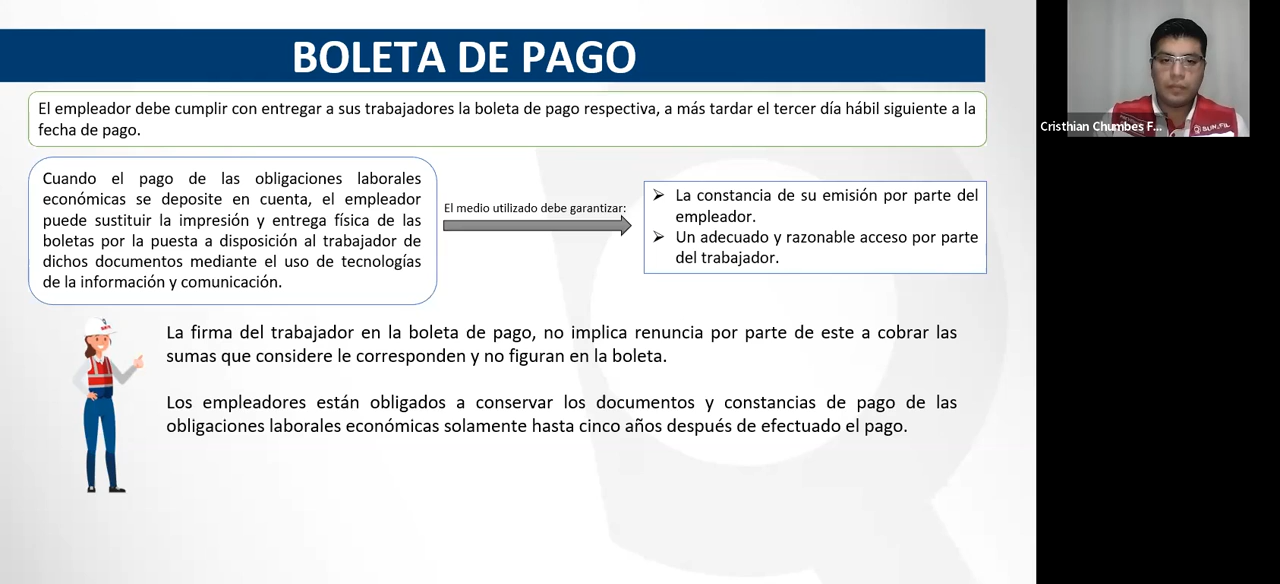 BOLETA DE PAGO
El empleador debe cumplir con entregar a sus trabajadores la boleta de pago respectiva, a más tardar el tercer día hábil siguiente a la
fecha de pago.
Cuando el pago de las obligaciones laborales
económicas se deposite en cuenta, el empleador
puede sustituir la impresión y entrega física de las
boletas por la puesta a disposición al trabajador de
dichos documentos mediante el uso de tecnologías
de la información y comunicación.
El medio utilizado debe garantizar:
➢ La constancia de su emisión por parte del
empleador.
➢ Un adecuado y razonable acceso por parte
del trabajador.
La firma del trabajador en la boleta de pago, no implica renuncia por parte de este a cobrar las
sumas que considere le corresponden y no figuran en la boleta.
Los empleadores están obligados a conservar los documentos y constancias de pago de las
obligaciones laborales económicas solamente hasta cinco años después de efectuado el pago.
Cristhian Chumbes F...